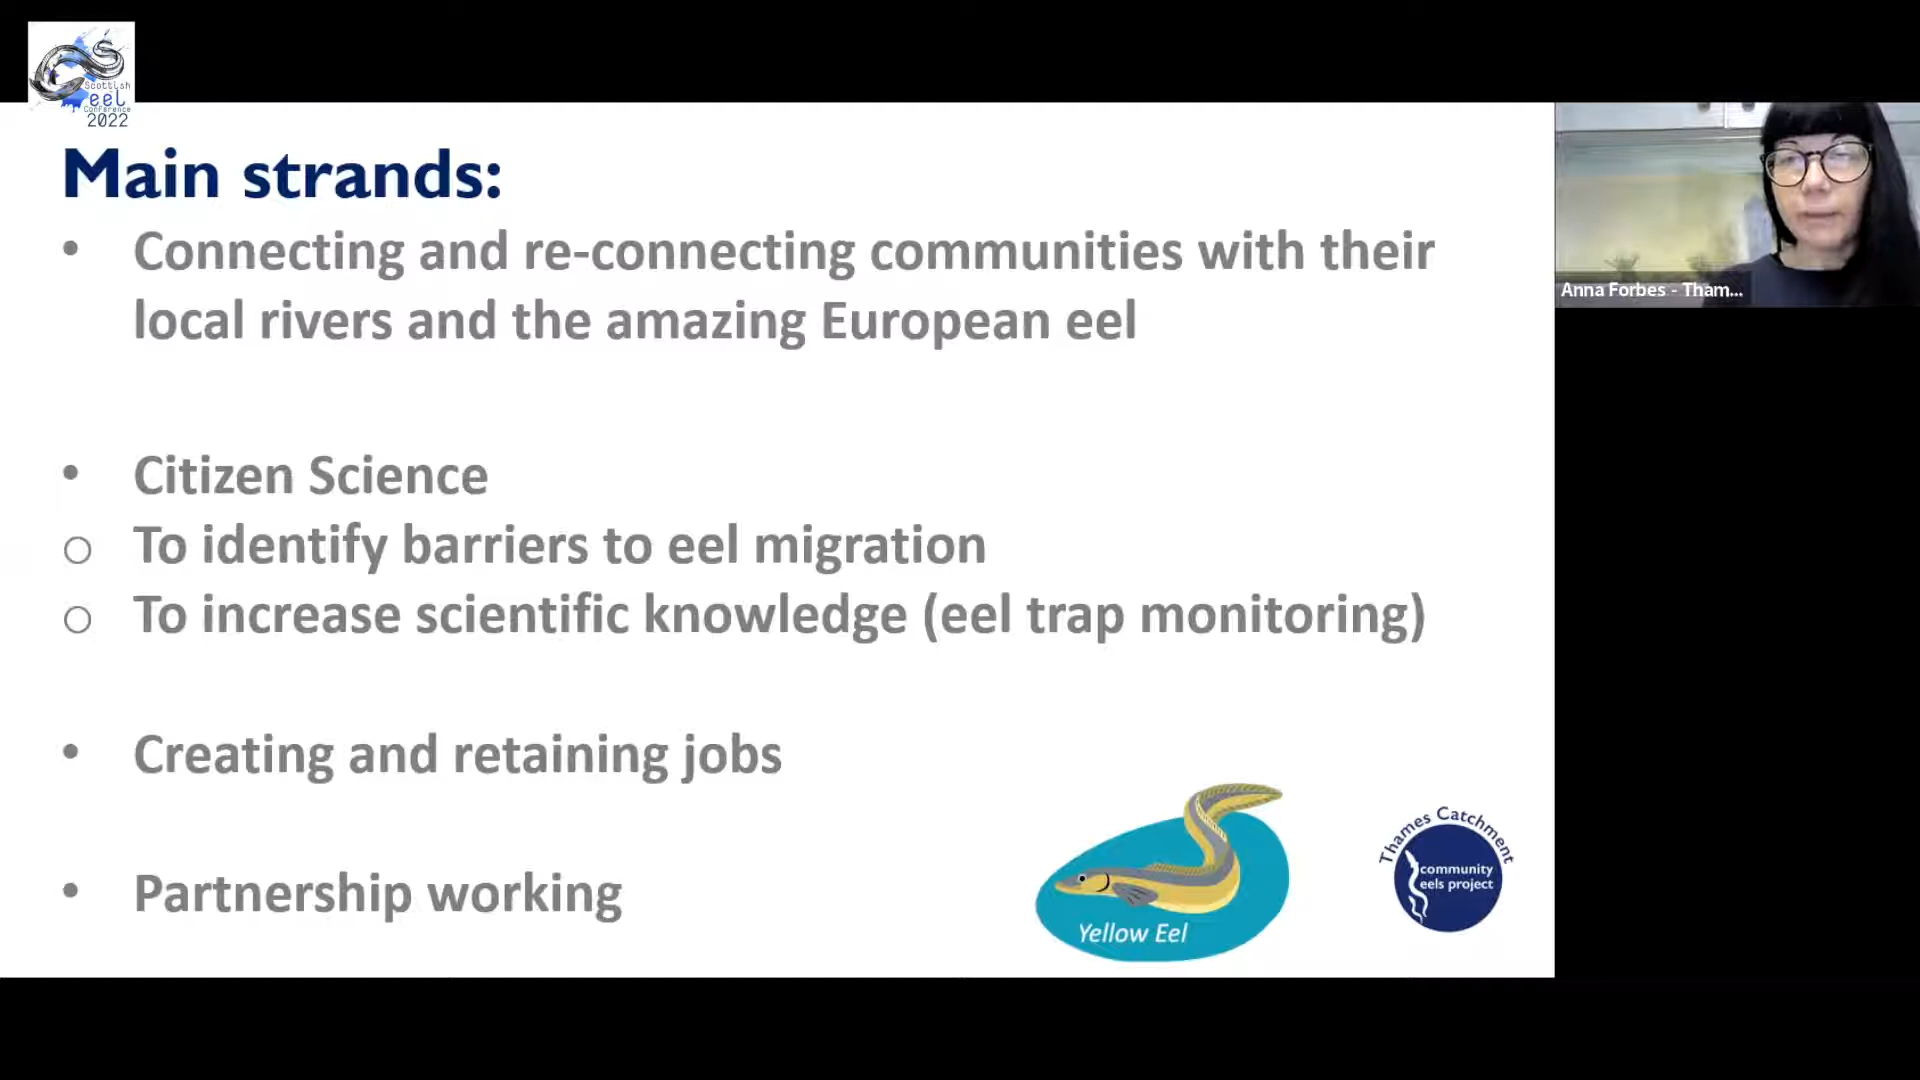 Scottish
eel
Conference
2022
Main strands:
• Connecting and re-connecting communities with their
local rivers and the amazing European eel
• Citizen Science
○ To identify barriers to eel migration
○ To increase scientific knowledge (eel trap monitoring)
• Creating and retaining jobs
• Partnership working
Yellow Eel
Thames Catchment
community
eels project
Anna Forbes - Tham...